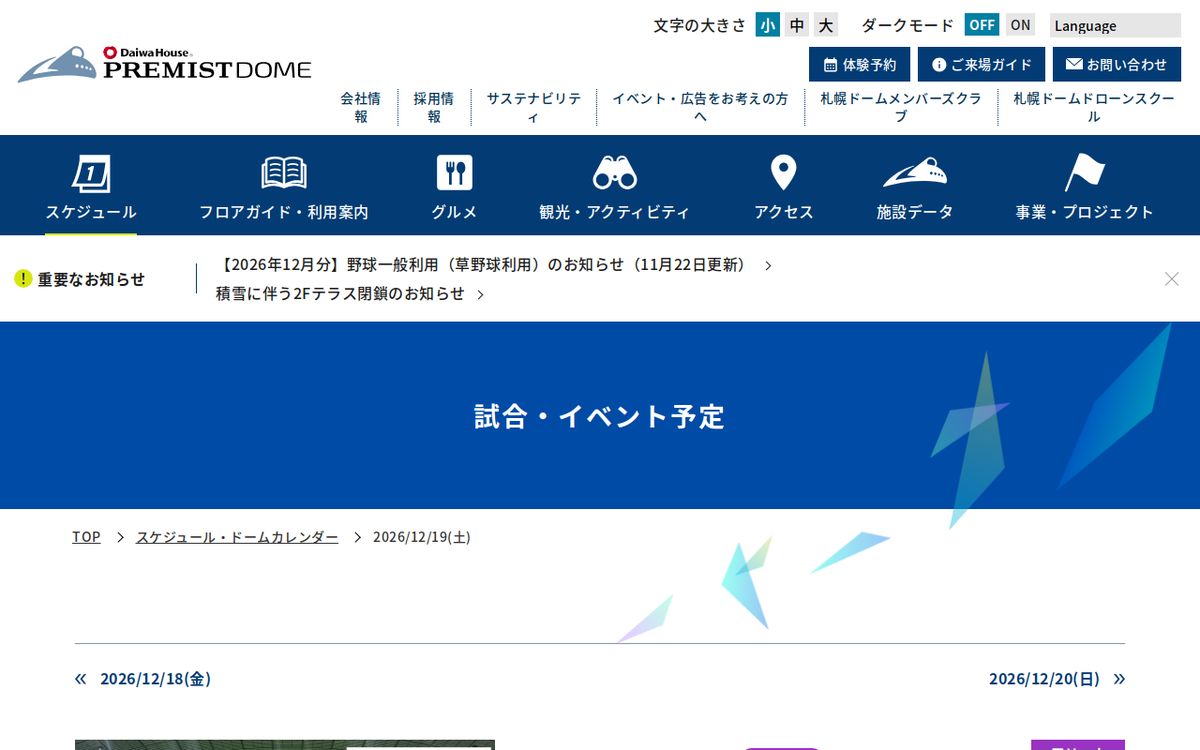 文字の大きさ 小 中 大 ダークモード OFF ON Language
Daiwa House®
PREMIST DOME
体験予約 ご来場ガイド お問い合わせ
会社情報 採用情報 サステナビリティ イベント・広告をお考えの方へ 札幌ドームメンバーズクラブ 札幌ドームドローンスクール
1
スケジュール フロアガイド・利用案内 グルメ 観光・アクティビティ アクセス 施設データ 事業・プロジェクト
重要なお知らせ
【2026年12月分】野球一般利用（草野球利用）のお知らせ（11月22日更新）
積雪に伴う2Fテラス閉鎖のお知らせ
試合・イベント予定
TOP スケジュール・ドームカレンダー 2026/12/19(土)
2026/12/18(金) 2026/12/20(日)